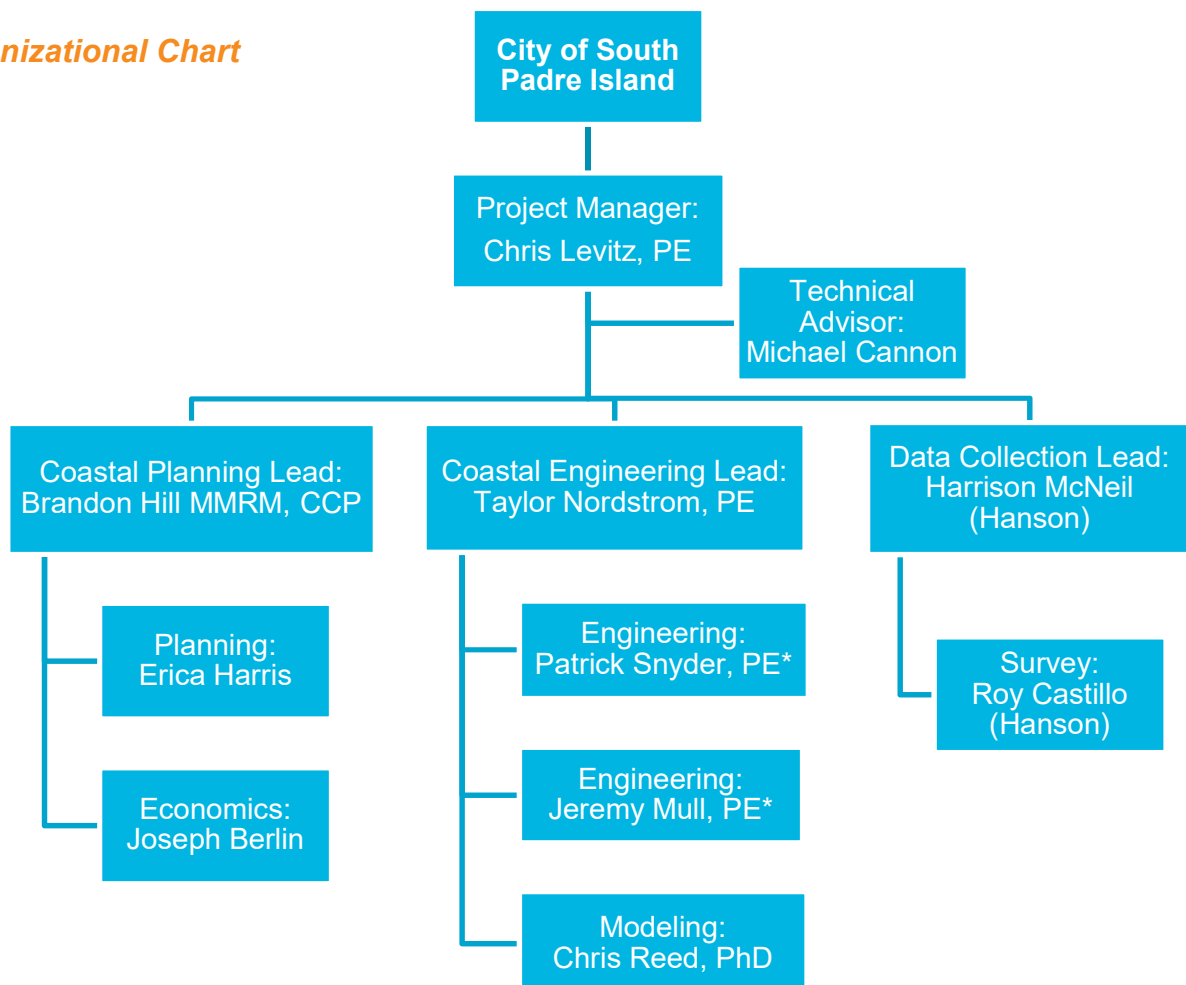 nizational Chart
City of South
Padre Island
Project Manager:
Chris Levitz, PE
Technical
Advisor:
Michael Cannon
Coastal Planning Lead:
Brandon Hill MMRM, CCP
Coastal Engineering Lead:
Taylor Nordstrom, PE
Data Collection Lead:
Harrison McNeil
(Hanson)
Planning:
Erica Harris
Economics:
Joseph Berlin
Engineering:
Patrick Snyder, PE*
Engineering:
Jeremy Mull, PE*
Modeling:
Chris Reed, PhD
Survey:
Roy Castillo
(Hanson)